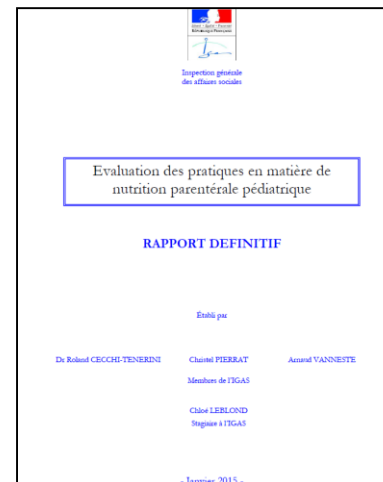 Inspection générale
des affaires sociales
Evaluation des pratiques en matière de
nutrition parentérale pédiatrique
RAPPORT DEFINITIF
Établi par
Dr Roland CECCHI-TENERINI Christel PIERRAT Arnaud VANNESTE
Membres de l'IGAS
Chloé LEBLOND
Stagiaire à l'IGAS
- Janvier 2015 -